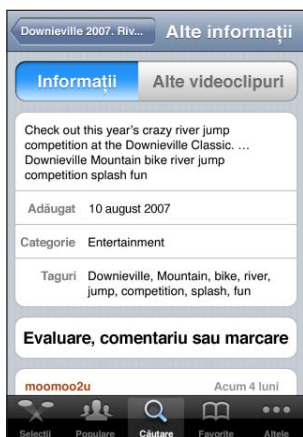 Downieville 2007. Riv... Alte informații
Informații Alte videoclipuri
Check out this year's crazy river jump
competition at the Downieville Classic. ...
Downieville Mountain bike river jump
competition splash fun
Adăugat 10 august 2007
Categorie Entertainment
Taguri Downieville, Mountain, bike, river,
jump, competition, splash, fun
Evaluare, comentariu sau marcare
moomoo2u Acum 4 luni
Selecții Populare Căutare Favorite Altele